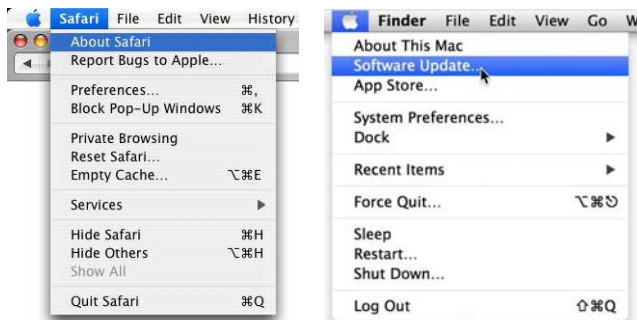 Safari File Edit View History
About Safari
Report Bugs to Apple...
Preferences... ⌘,
Block Pop-Up Windows ⌘K
Private Browsing
Reset Safari...
Empty Cache... ⌥⌘E
Services
Hide Safari ⌘H
Hide Others ⌥⌘H
Show All
Quit Safari ⌘Q
Finder File Edit View Go W
About This Mac
Software Update...
App Store...
System Preferences...
Dock
Recent Items
Force Quit... ⌥⌘⎋
Sleep
Restart...
Shut Down...
Log Out ⇧⌘Q